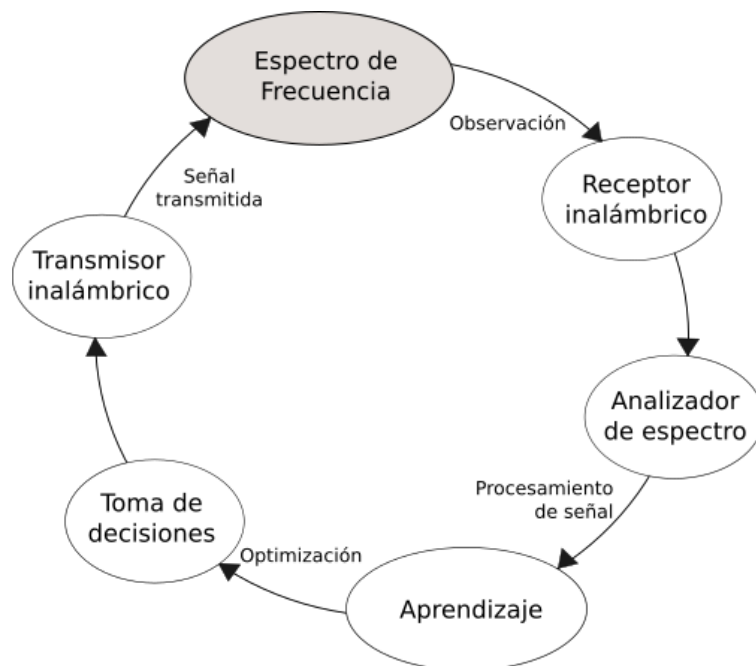 Espectro de
Frecuencia
Observación
Receptor
inalámbrico
Analizador
de espectro
Procesamiento
de señal
Aprendizaje
Optimización
Toma de
decisiones
Transmisor
inalámbrico
Señal
transmitida